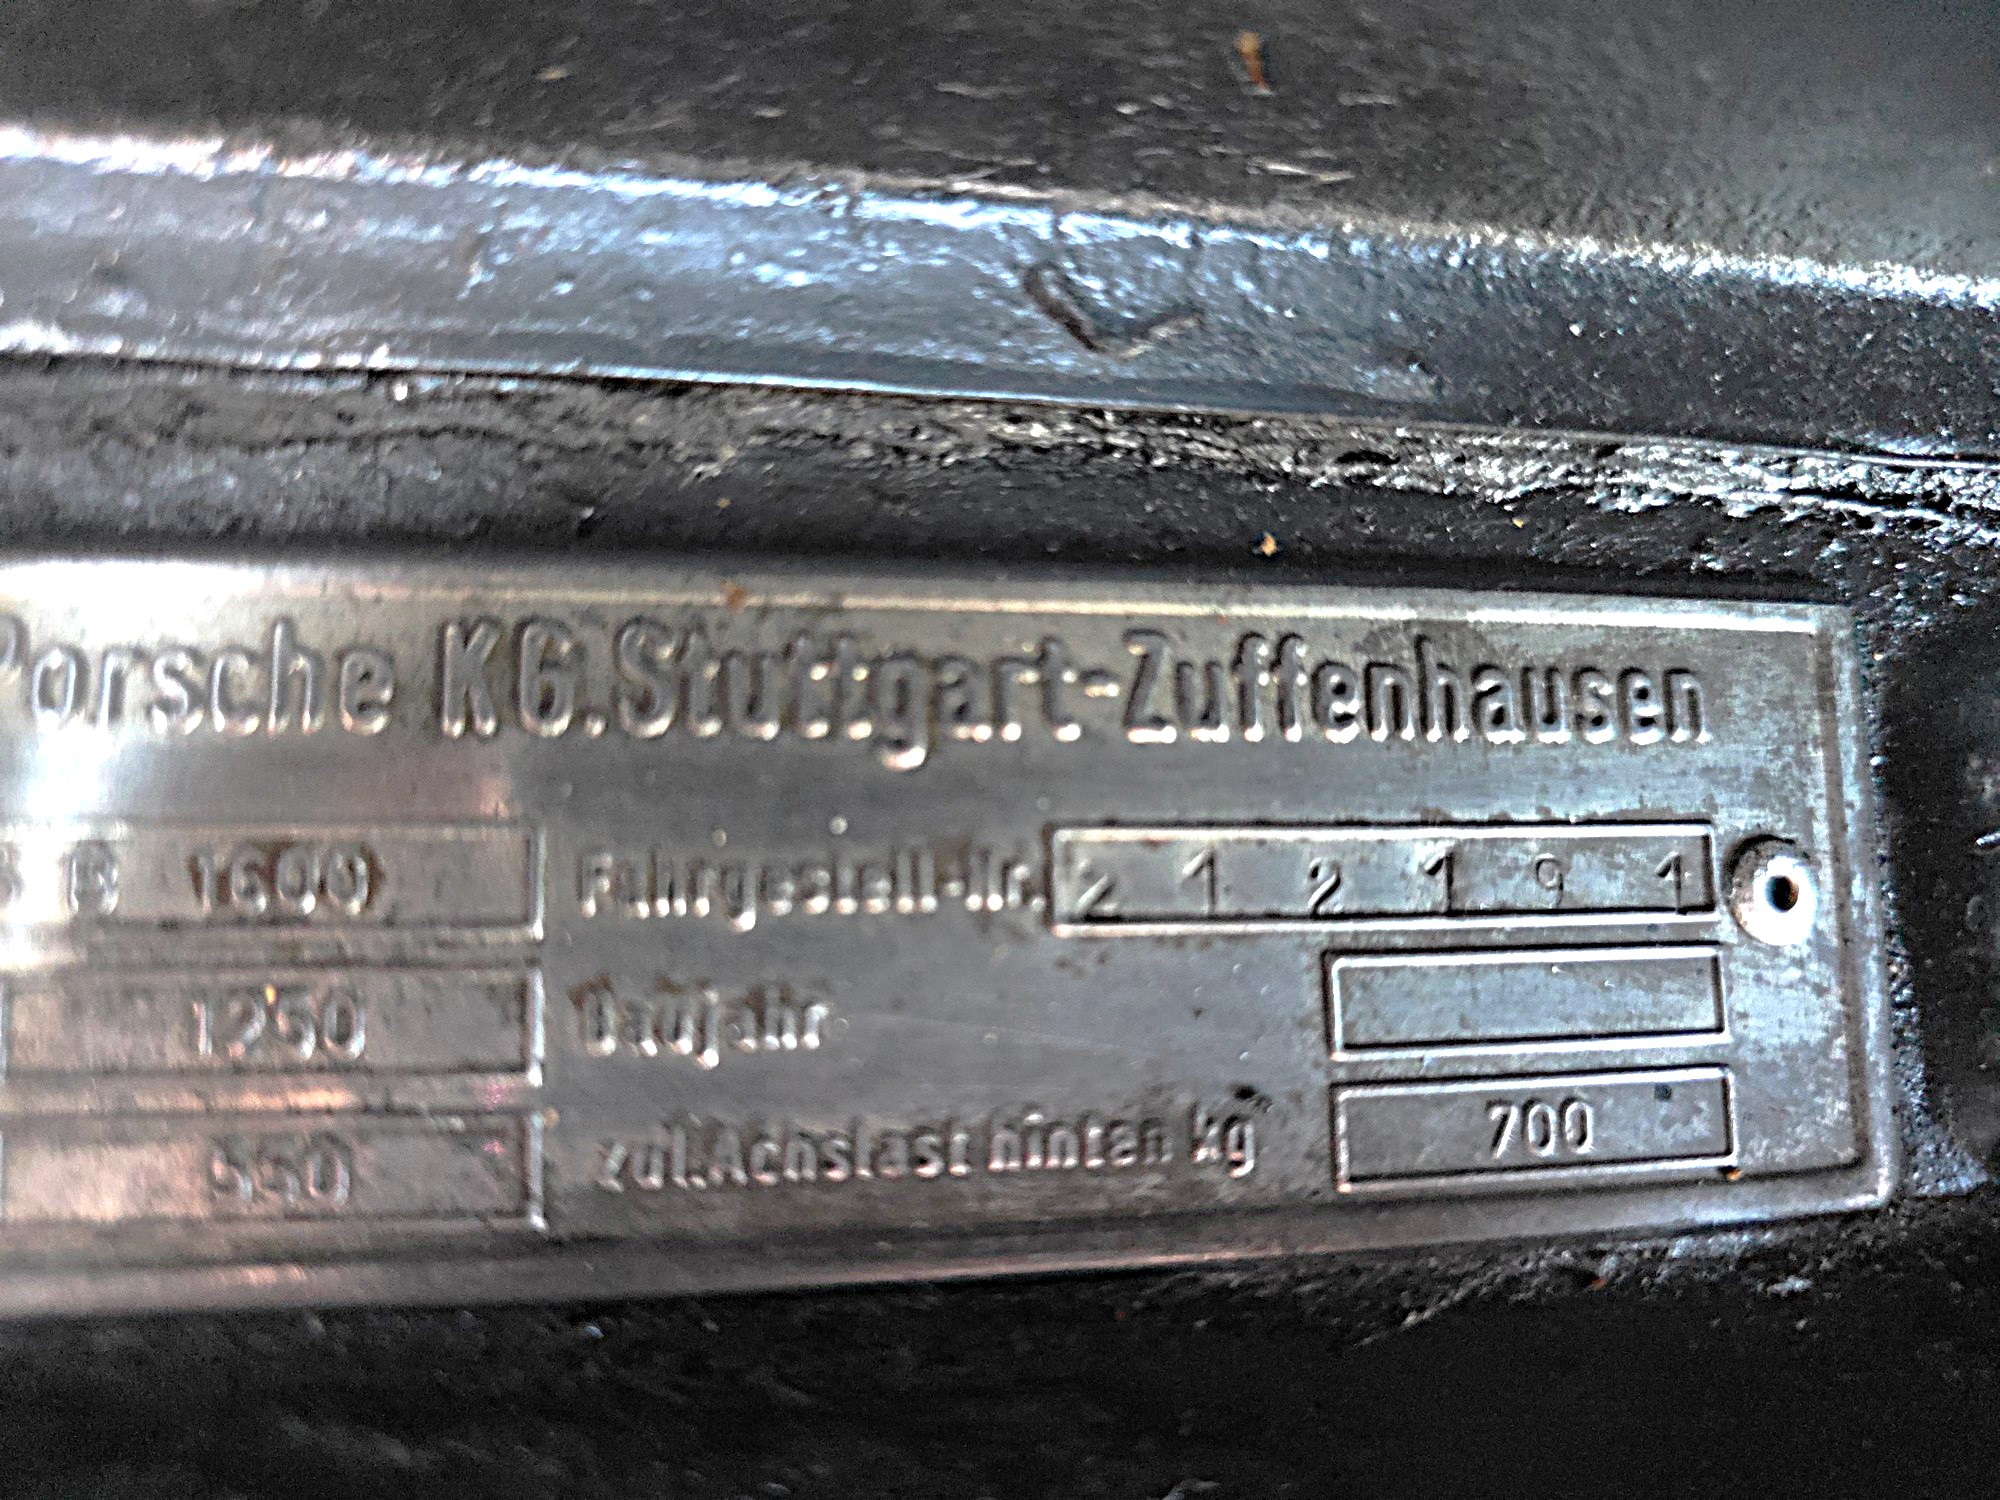 Porsche KG.Stuttgart-Zuffenhausen
B 1600 Fahrgestell-Nr. 212191
1250 Baujahr
550 zul.Achslast hinten kg 700